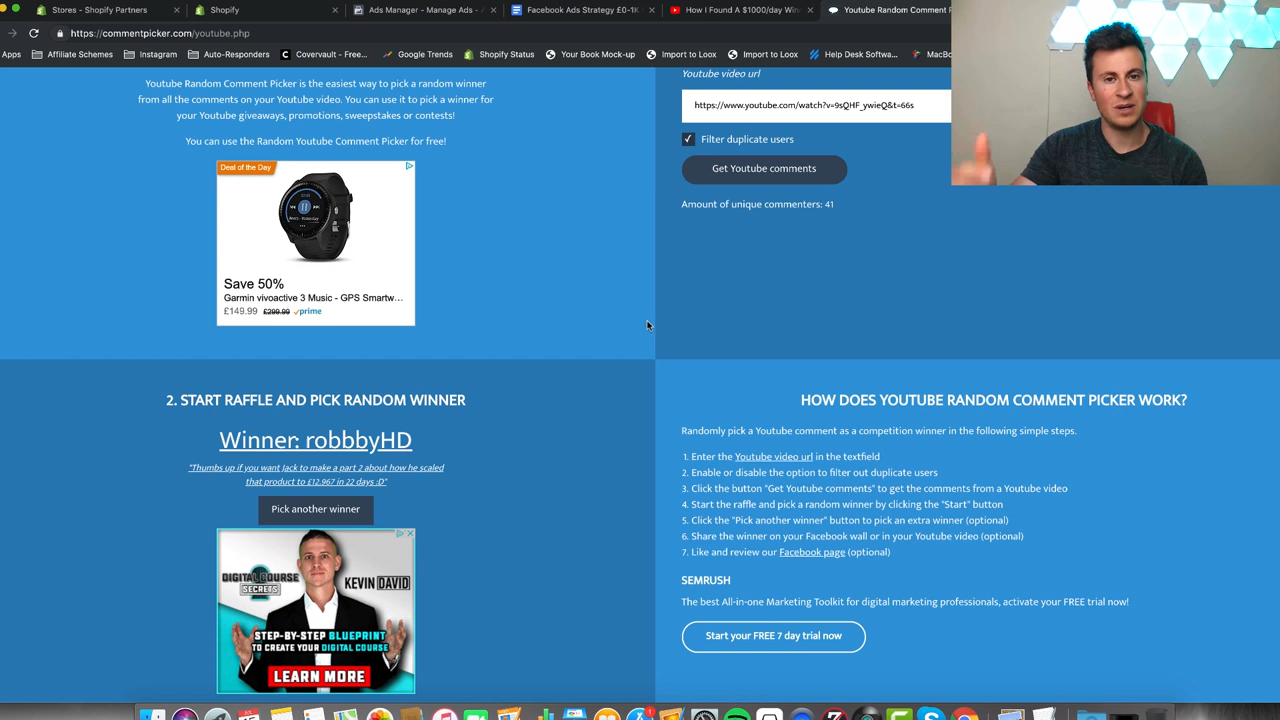 Stores - Shopify Partners
Shopify
Ads Manager - Manage Ads -
Facebook Ads Strategy £0-1K
How I Found A $1000/day Win
Youtube Random Comment P
https://commentpicker.com/youtube.php
Apps
Affiliate Schemes
Instagram
Auto-Responders
Covervault - Free...
Google Trends
Shopify Status
Your Book Mock-up
Import to Loox
Import to Loox
Help Desk Softwa...
MacBo
Youtube Random Comment Picker is the easiest way to pick a random winner
from all the comments on your Youtube video. You can use it to pick a winner for
your Youtube giveaways, promotions, sweepstakes or contests!
You can use the Random Youtube Comment Picker for free!
Deal of the Day
Save 50%
Garmin vivoactive 3 Music - GPS Smartw...
£149.99 £299.99 prime
Youtube video url
https://www.youtube.com/watch?v=9sQHF_ywieQ&t=66s
Filter duplicate users
Get Youtube comments
Amount of unique commenters: 41
2. START RAFFLE AND PICK RANDOM WINNER
Winner: robbbyHD
"Thumbs up if you want Jack to make a part 2 about how he scaled
that product to £12,967 in 22 days :D"
Pick another winner
DIGITAL COURSE
SECRETS
KEVIN DAVID
STEP-BY-STEP BLUEPRINT
TO CREATE YOUR DIGITAL COURSE
LEARN MORE
HOW DOES YOUTUBE RANDOM COMMENT PICKER WORK?
Randomly pick a Youtube comment as a competition winner in the following simple steps.
1. Enter the Youtube video url in the textfield
2. Enable or disable the option to filter out duplicate users
3. Click the button "Get Youtube comments" to get the comments from a Youtube video
4. Start the raffle and pick a random winner by clicking the "Start" button
5. Click the "Pick another winner" button to pick an extra winner (optional)
6. Share the winner on your Facebook wall or in your Youtube video (optional)
7. Like and review our Facebook page (optional)
SEMRUSH
The best All-in-one Marketing Toolkit for digital marketing professionals, activate your FREE trial now!
Start your FREE 7 day trial now
1